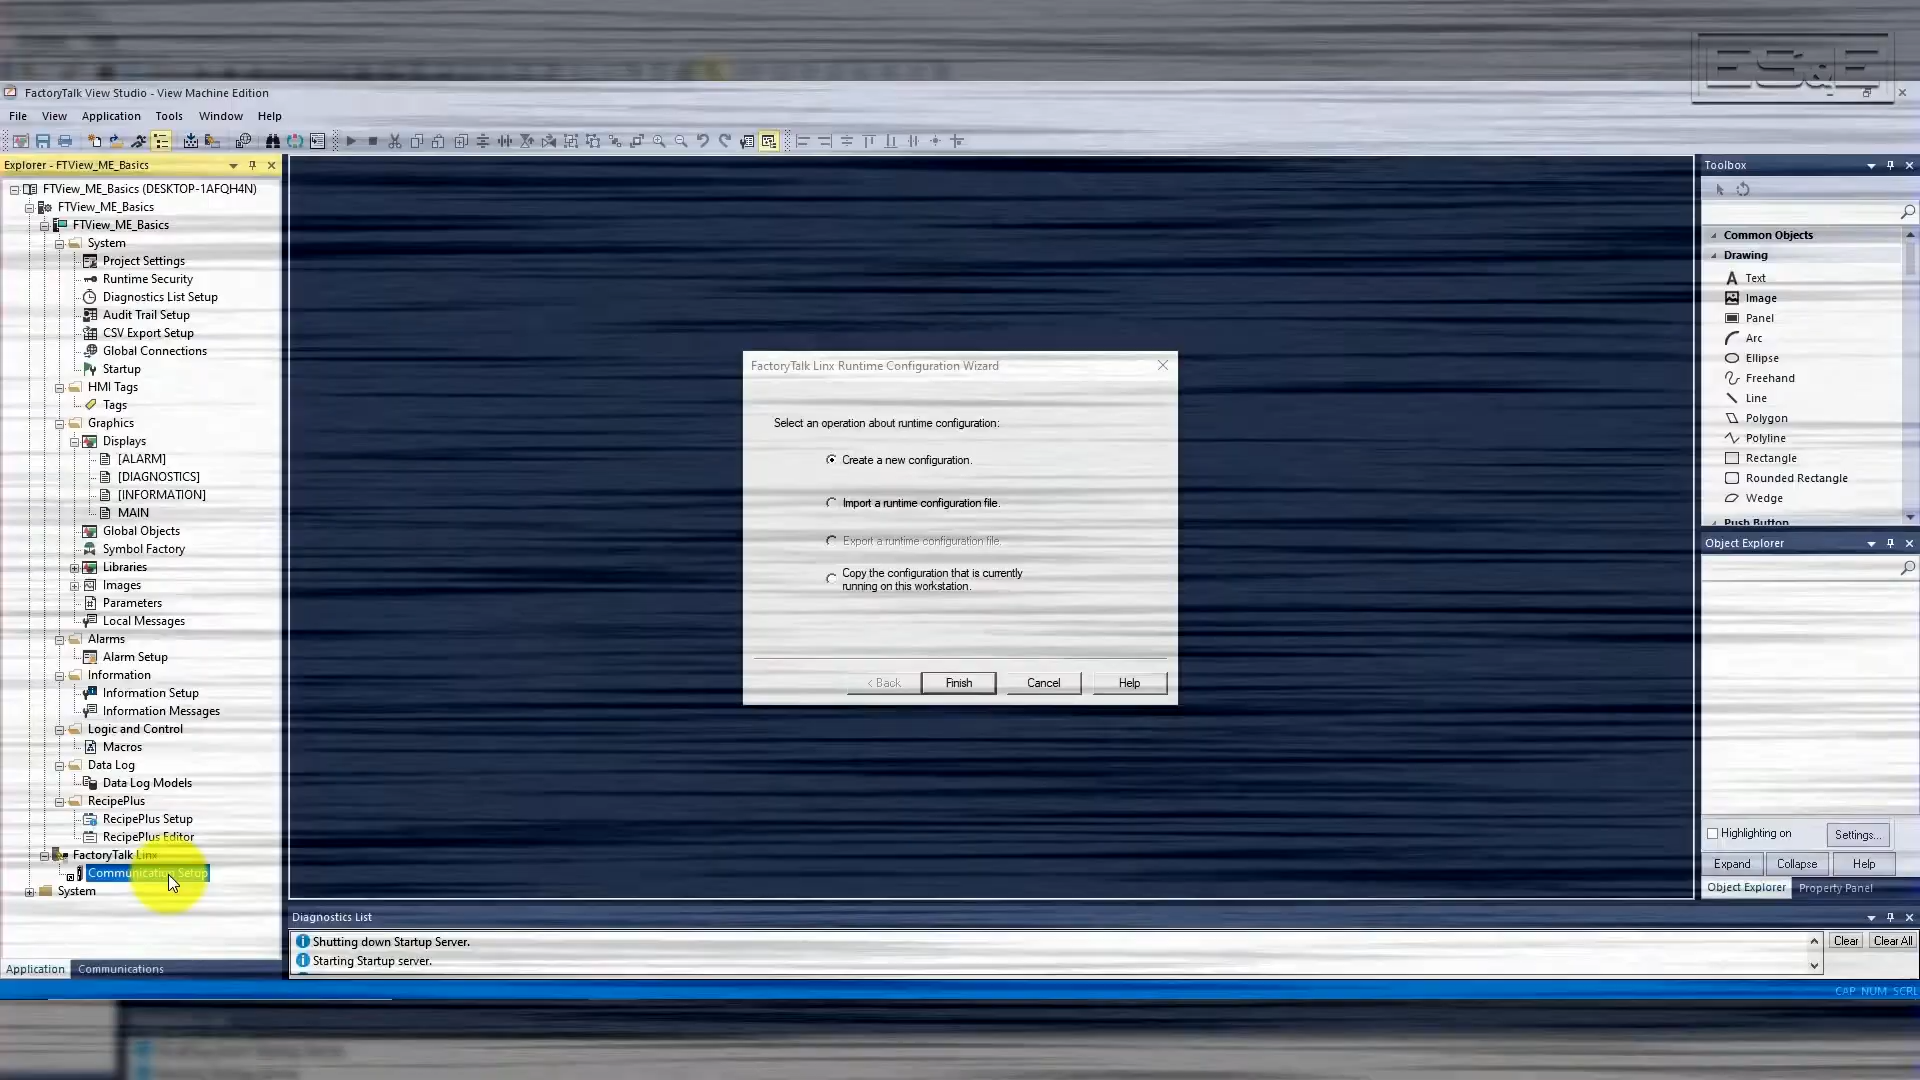 ES&E
FactoryTalk View Studio - View Machine Edition
File View Application Tools Window Help
Explorer - FTView_ME_Basics
FTView_ME_Basics (DESKTOP-1AFQH4N)
FTView_ME_Basics
FTView_ME_Basics
System
Project Settings
Runtime Security
Diagnostics List Setup
Audit Trail Setup
CSV Export Setup
Global Connections
Startup
HMI Tags
Tags
Graphics
Displays
[ALARM]
[DIAGNOSTICS]
[INFORMATION]
MAIN
Global Objects
Symbol Factory
Libraries
Images
Parameters
Local Messages
Alarms
Alarm Setup
Information
Information Setup
Information Messages
Logic and Control
Macros
Data Log
Data Log Models
RecipePlus
RecipePlus Setup
RecipePlus Editor
FactoryTalk Linx
Communication Setup
System
Application Communications
FactoryTalk Linx Runtime Configuration Wizard
Select an operation about runtime configuration:
Create a new configuration.
Import a runtime configuration file.
Export a runtime configuration file.
Copy the configuration that is currently
running on this workstation.
< Back Finish Cancel Help
Toolbox
Common Objects
Drawing
Text
Image
Panel
Arc
Ellipse
Freehand
Line
Polygon
Polyline
Rectangle
Rounded Rectangle
Wedge
Push Button
Object Explorer
Highlighting on Settings...
Expand Collapse Help
Object Explorer Property Panel
Diagnostics List
Shutting down Startup Server.
Starting Startup server.
Clear Clear All
CAP NUM SCRL